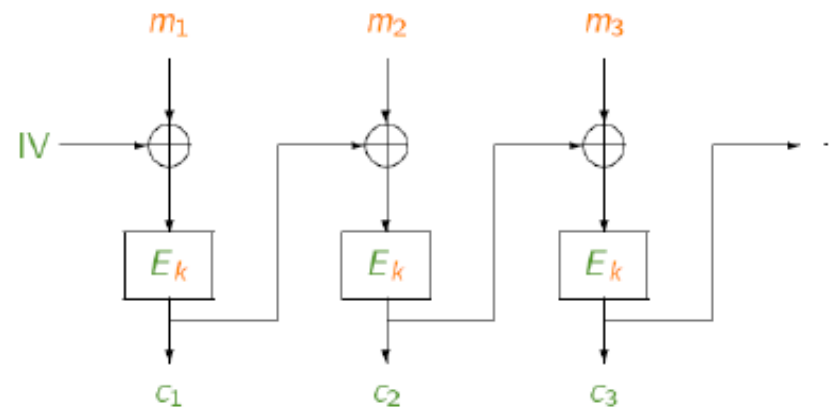 m₁ m₂ m₃
IV
Eₖ Eₖ Eₖ
c₁ c₂ c₃